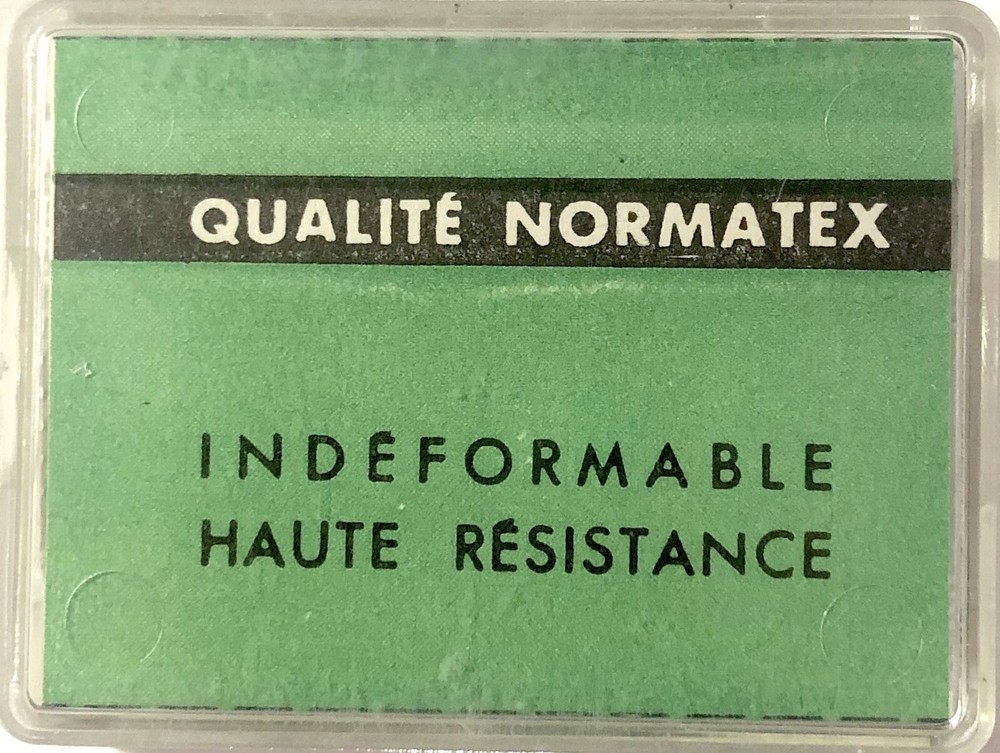 QUALITÉ NORMATEX
INDÉFORMABLE
HAUTE RÉSISTANCE